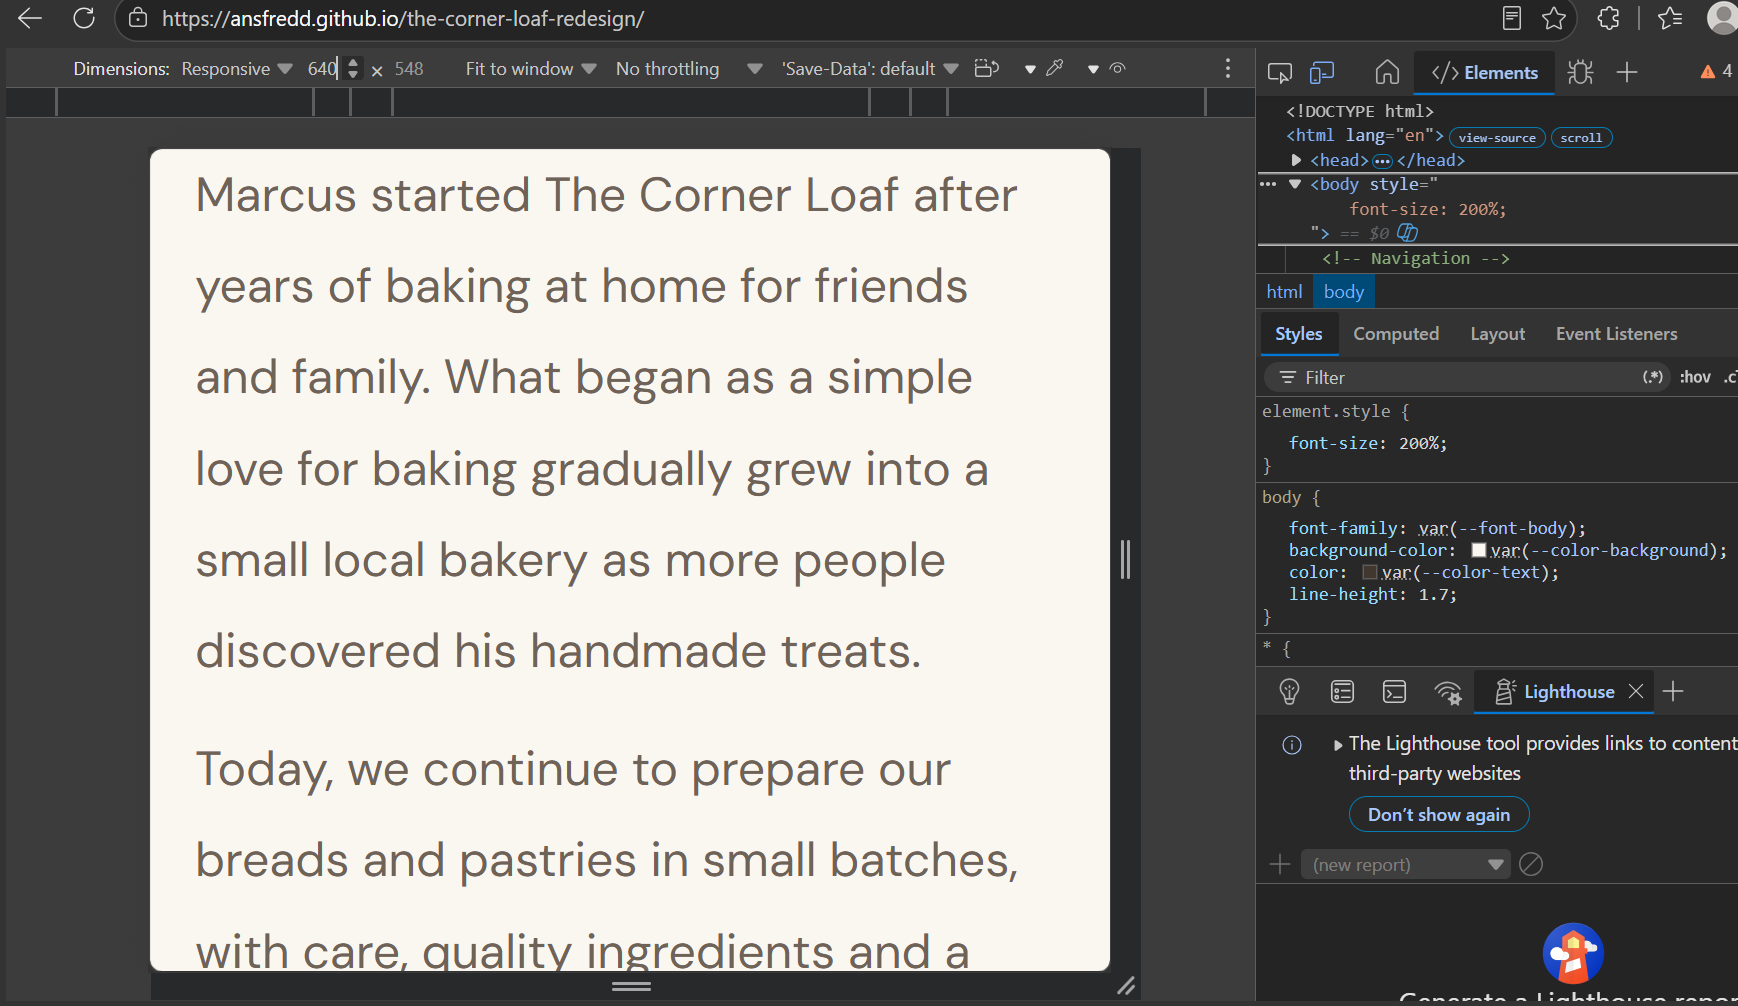 https://ansfredd.github.io/the-corner-loaf-redesign/
Dimensions: Responsive 640 × 548 Fit to window No throttling 'Save-Data': default
Marcus started The Corner Loaf after
years of baking at home for friends
and family. What began as a simple
love for baking gradually grew into a
small local bakery as more people
discovered his handmade treats.
Today, we continue to prepare our
breads and pastries in small batches,
with care, quality ingredients and a
Elements 4
<!DOCTYPE html>
<html lang="en"> view-source scroll
<head> ••• </head>
••• <body style="
font-size: 200%;
"> == $0
<!-- Navigation -->
html body
Styles Computed Layout Event Listeners
Filter (.*) :hov
element.style {
font-size: 200%;
}
body {
font-family: var(--font-body);
background-color: var(--color-background);
color: var(--color-text);
line-height: 1.7;
}
* {
Lighthouse
The Lighthouse tool provides links to content
third-party websites
Don't show again
(new report)
Generate a Lighthouse